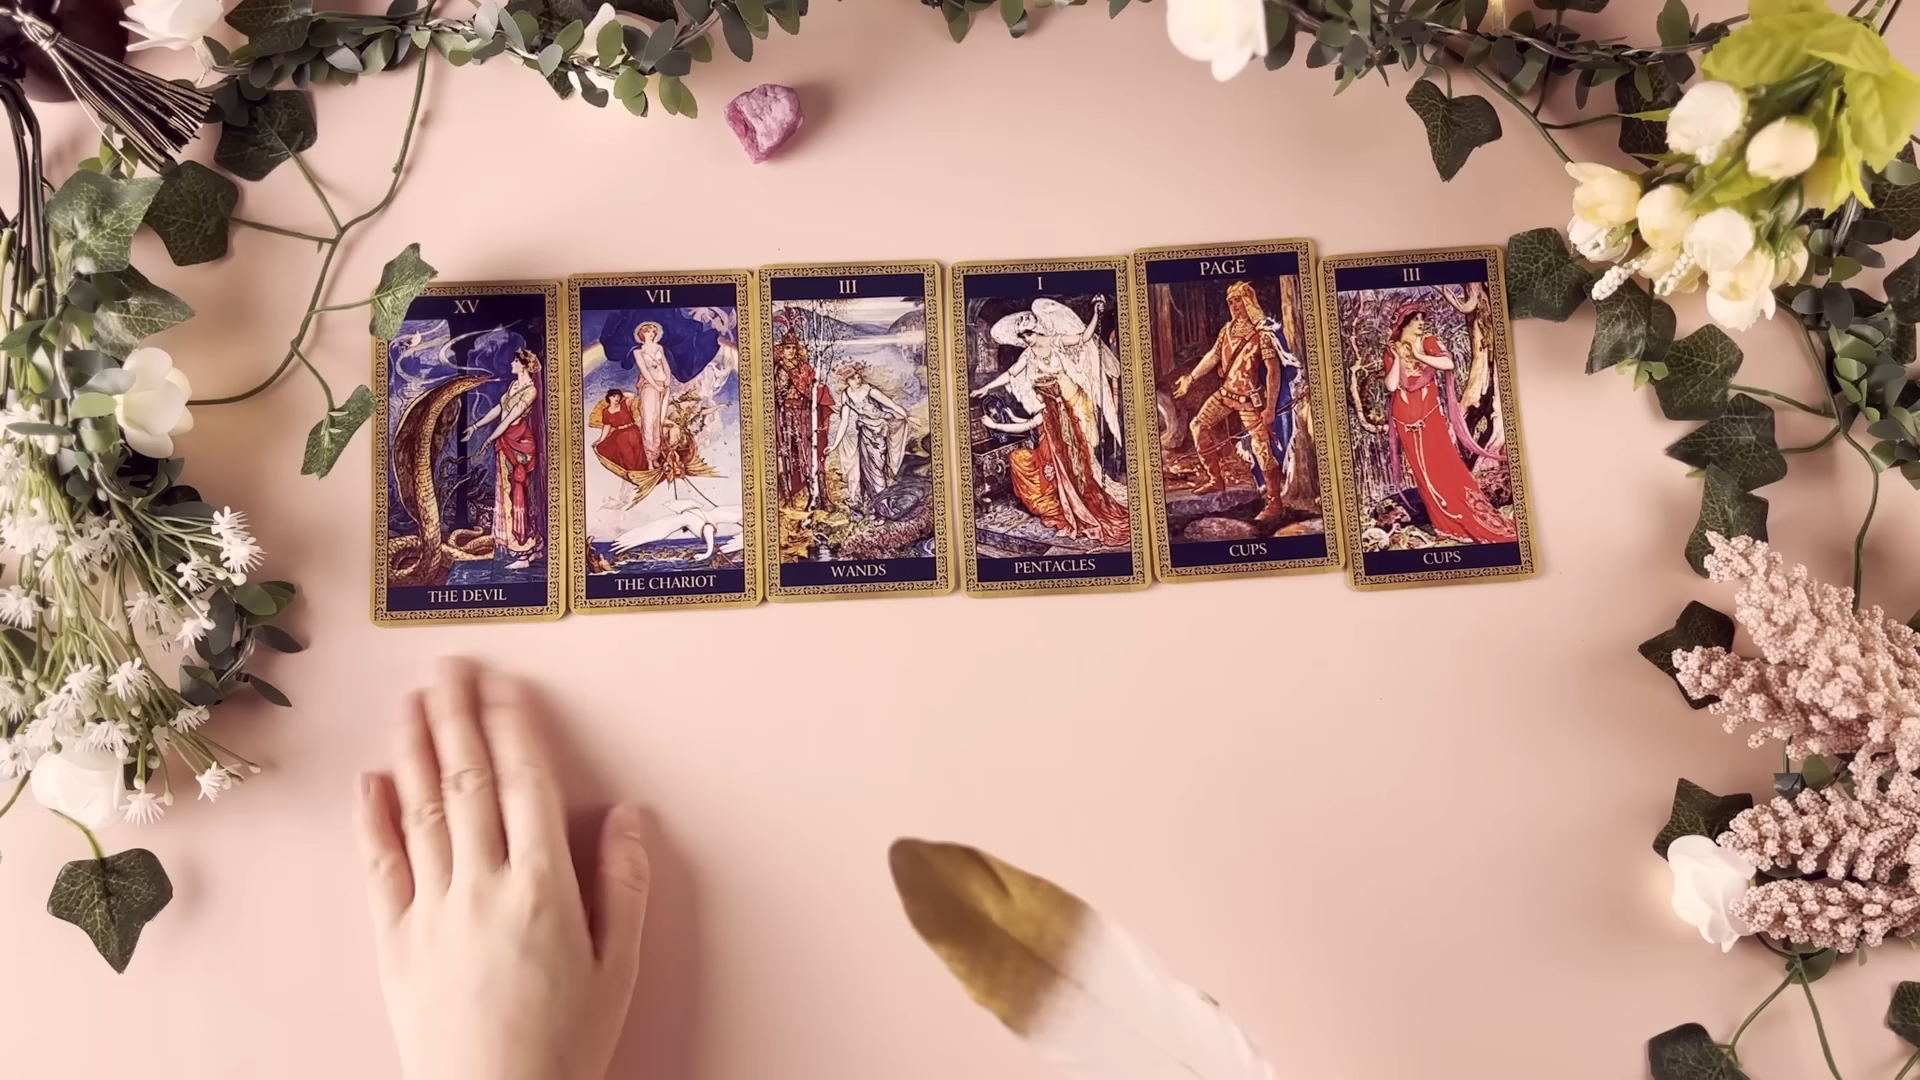 XV
THE DEVIL
VII
THE CHARIOT
III
WANDS
I
PENTACLES
PAGE
CUPS
III
CUPS